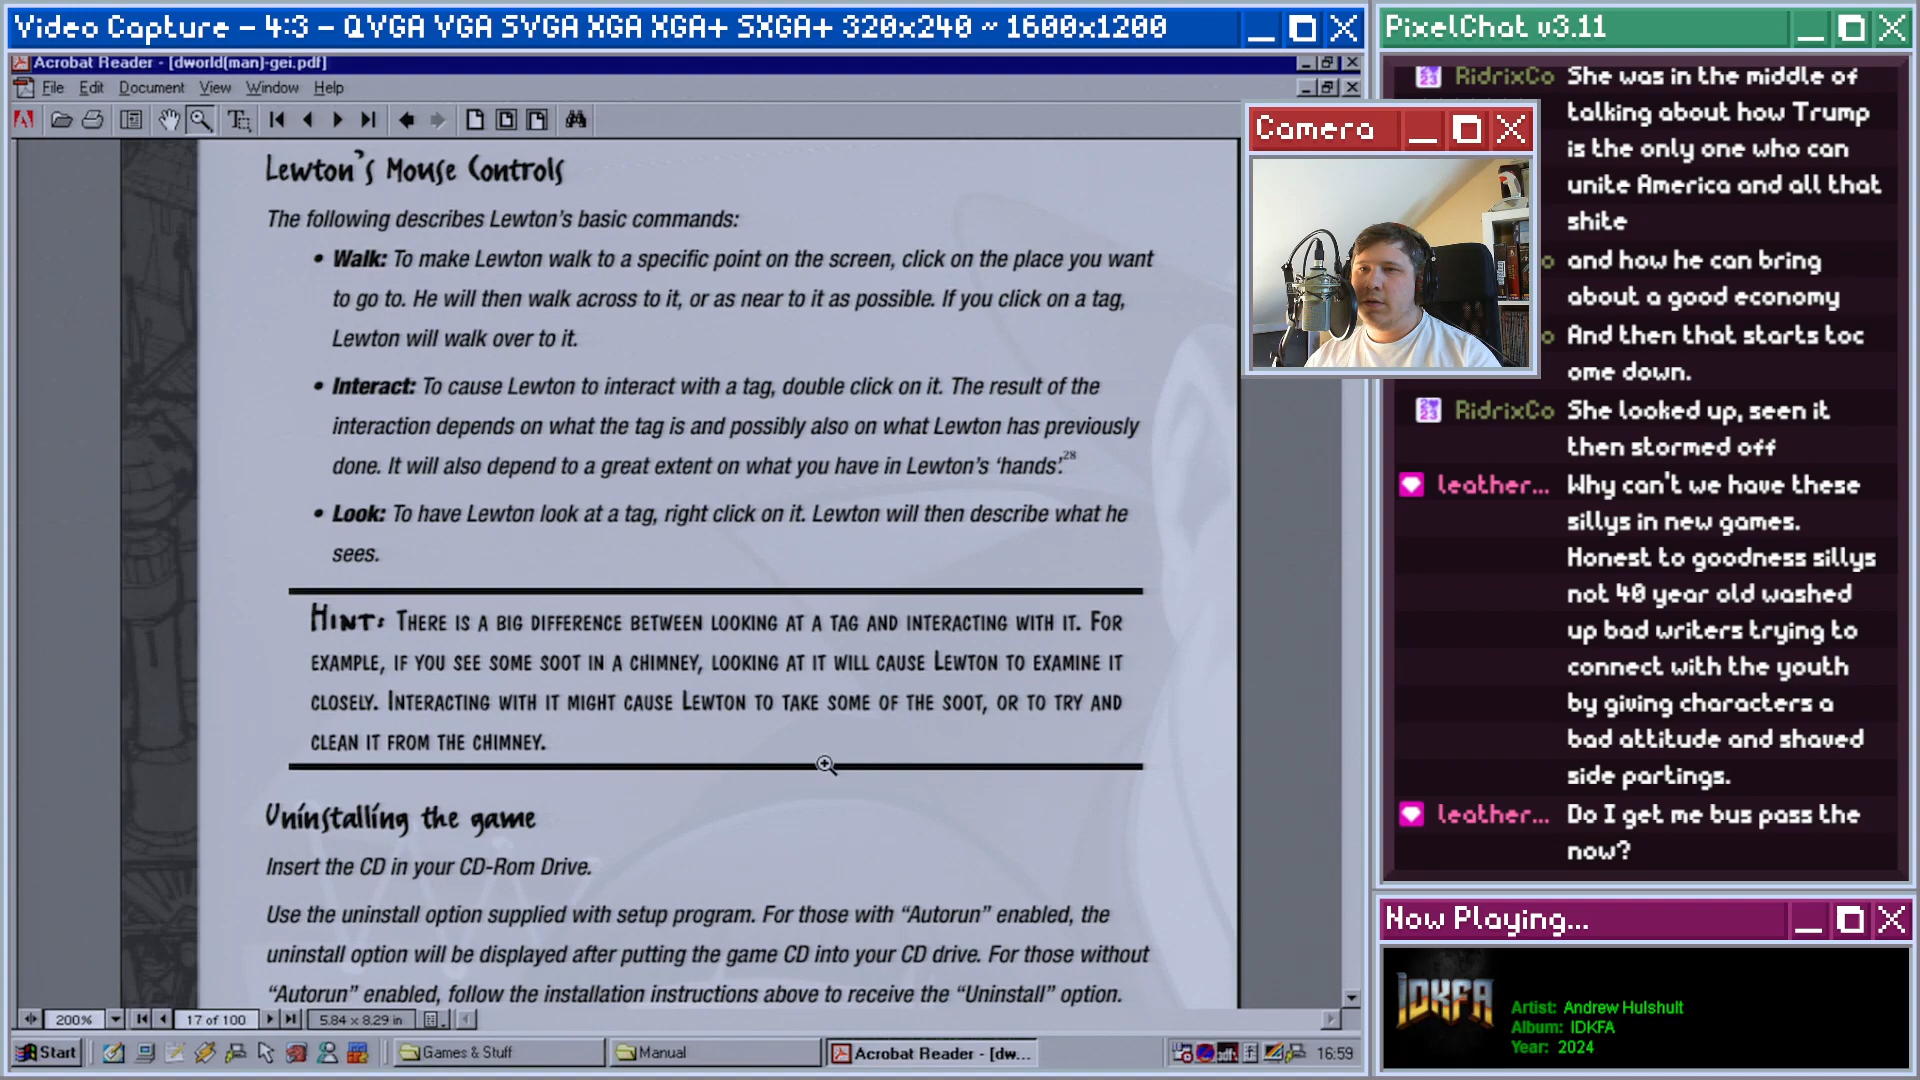 Video Capture - 4:3 - QVGA VGA SVGA XGA XGA+ SXGA+ 320x240 ~ 1600x1200
Acrobat Reader - [dworld(man)-gei.pdf]
File Edit Document View Window Help
Lewton's Mouse Controls
The following describes Lewton's basic commands:
• Walk: To make Lewton walk to a specific point on the screen, click on the place you want
to go to. He will then walk across to it, or as near to it as possible. If you click on a tag,
Lewton will walk over to it.
• Interact: To cause Lewton to interact with a tag, double click on it. The result of the
interaction depends on what the tag is and possibly also on what Lewton has previously
done. It will also depend to a great extent on what you have in Lewton's 'hands'.28
• Look: To have Lewton look at a tag, right click on it. Lewton will then describe what he
sees.
HINT: THERE IS A BIG DIFFERENCE BETWEEN LOOKING AT A TAG AND INTERACTING WITH IT. FOR
EXAMPLE, IF YOU SEE SOME SOOT IN A CHIMNEY, LOOKING AT IT WILL CAUSE LEWTON TO EXAMINE IT
CLOSELY. INTERACTING WITH IT MIGHT CAUSE LEWTON TO TAKE SOME OF THE SOOT, OR TO TRY AND
CLEAN IT FROM THE CHIMNEY.
Uninstalling the game
Insert the CD in your CD-Rom Drive.
Use the uninstall option supplied with setup program. For those with "Autorun" enabled, the
uninstall option will be displayed after putting the game CD into your CD drive. For those without
"Autorun" enabled, follow the installation instructions above to receive the "Uninstall" option.
200% 17 of 100 5.84 x 8.29 in
Start Games & Stuff Manual Acrobat Reader - [dw... 16:59
Camera
PixelChat v3.11
RidrixCo She was in the middle of
talking about how Trump
is the only one who can
unite America and all that
shite
o and how he can bring
about a good economy
o And then that starts toc
ome down.
RidrixCo She looked up, seen it
then stormed off
leather... Why can't we have these
sillys in new games.
Honest to goodness sillys
not 40 year old washed
up bad writers trying to
connect with the youth
by giving characters a
bad attitude and shaved
side partings.
leather... Do I get me bus pass the
now?
Now Playing...
IDKFA
Artist: Andrew Hulshult
Album: IDKFA
Year: 2024